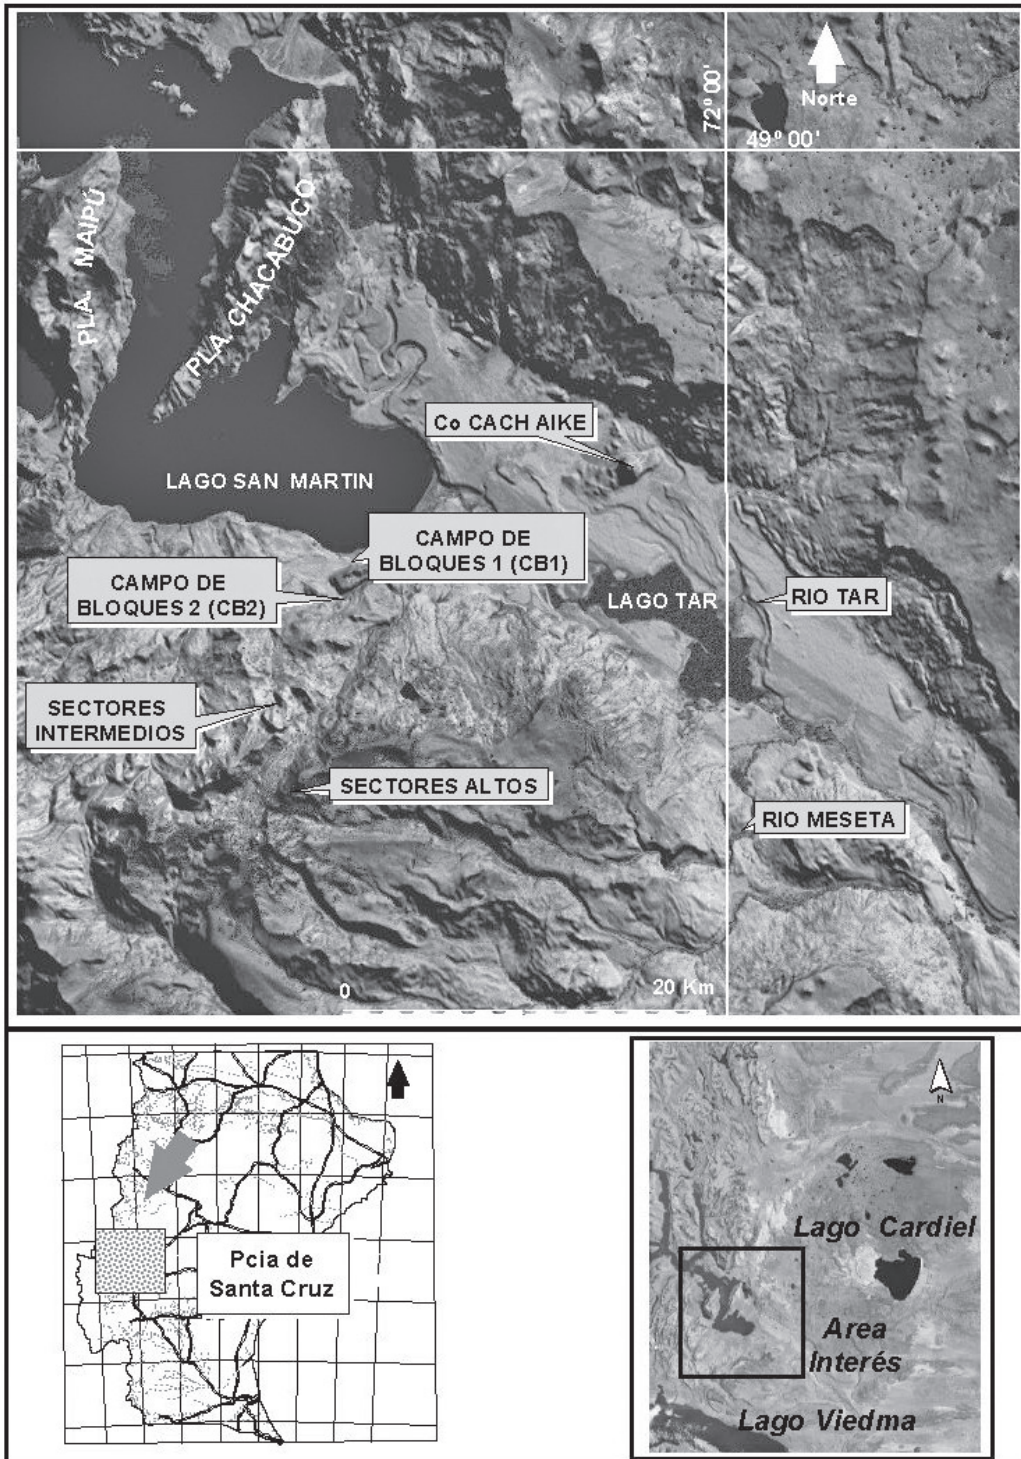 Norte
72º 00'
49º 00'
PLA. MAIPÚ
PLA. CHACABUCO
Co CACH AIKE
LAGO SAN MARTIN
CAMPO DE
BLOQUES 1 (CB1)
CAMPO DE
BLOQUES 2 (CB2)
LAGO TAR
RIO TAR
SECTORES
INTERMEDIOS
SECTORES ALTOS
RIO MESETA
0
20 Km
Pcia de
Santa Cruz
N
Lago Cardiel
Area
Interés
Lago Viedma